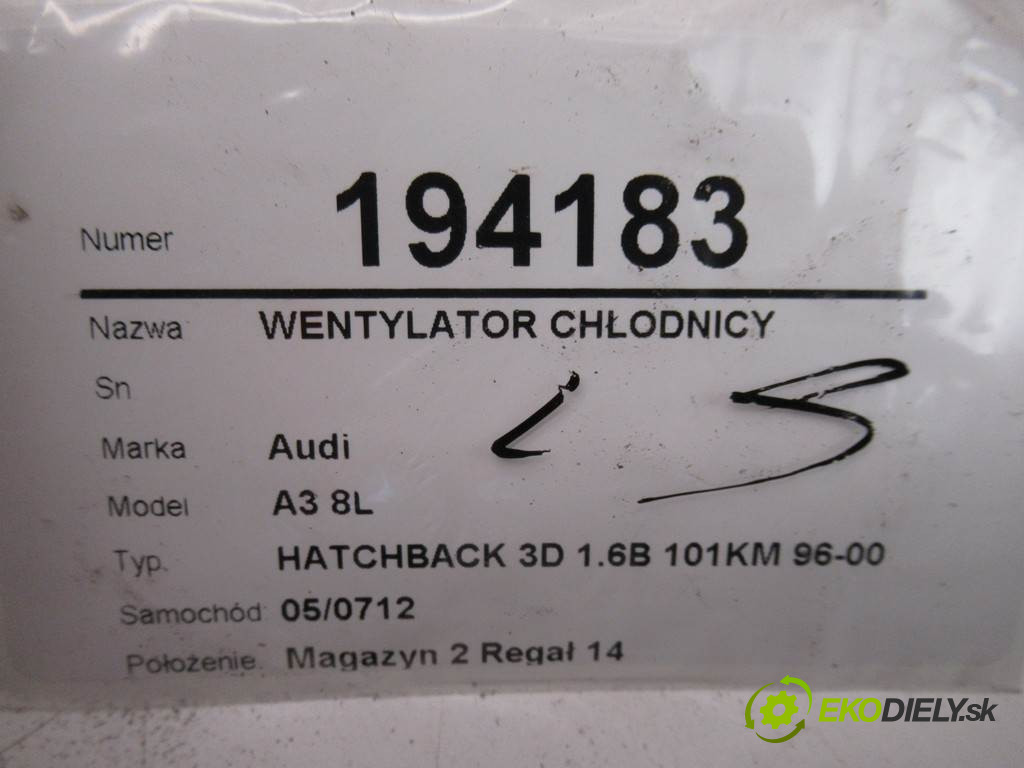 Numer 194183
Nazwa WENTYLATOR CHŁODNICY
Sn
Marka Audi
Model A3 8L
Typ. HATCHBACK 3D 1.6B 101KM 96-00
Samochód 05/0712
Położenie. Magazyn 2 Regał 14
EKODIELY.sk